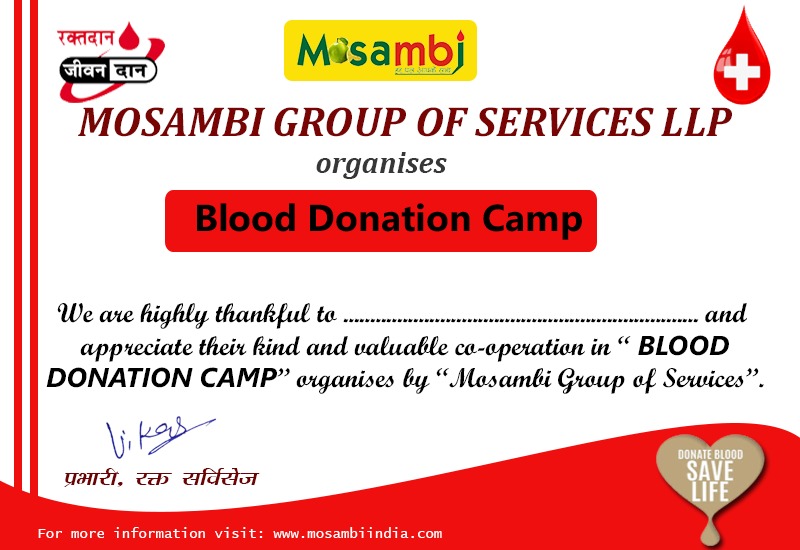 रक्तदान
जीवन दान
Mosambi
MOSAMBI GROUP OF SERVICES LLP
organises
Blood Donation Camp
We are highly thankful to ................................................................. and
appreciate their kind and valuable co-operation in “ BLOOD
DONATION CAMP” organises by “Mosambi Group of Services”.
Vikas
प्रभारी, रक्त सर्विसेज
DONATE BLOOD
SAVE
LIFE
For more information visit: www.mosambiindia.com